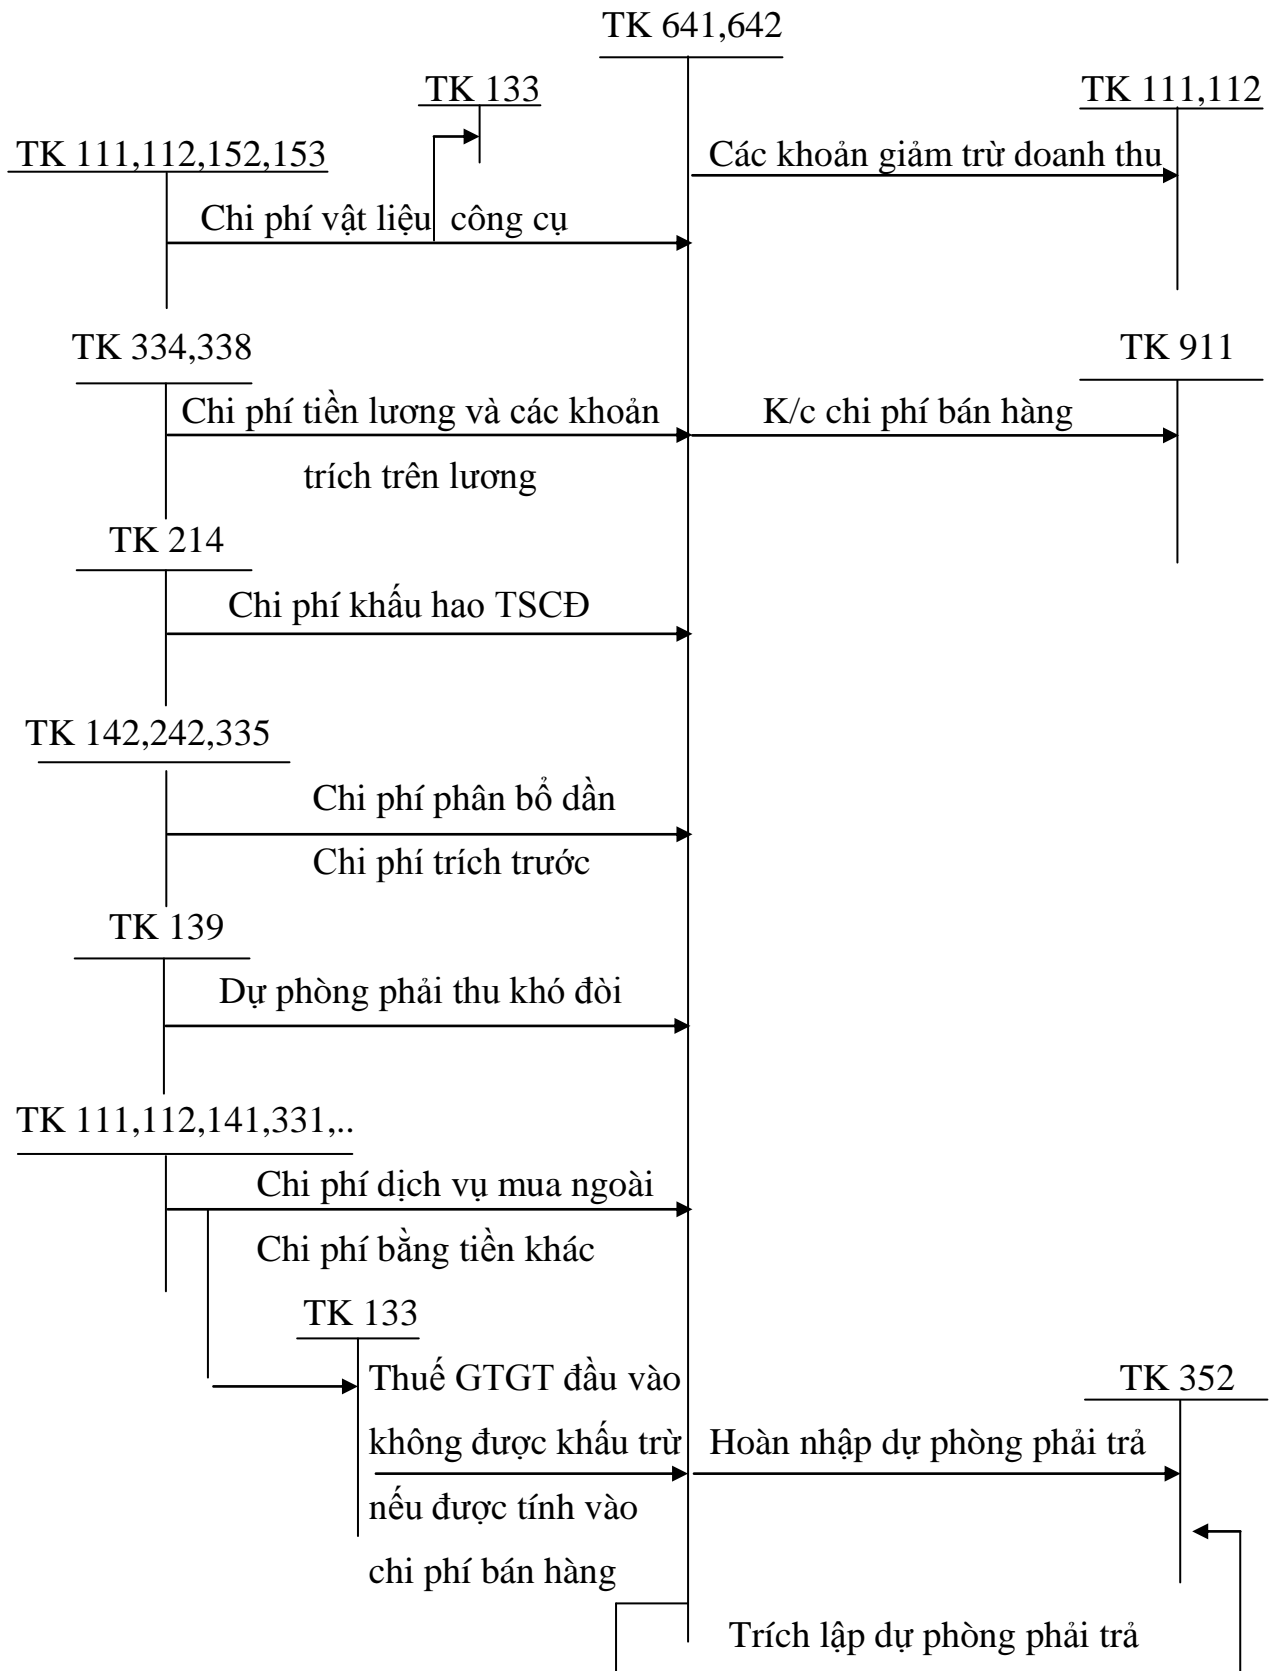 TK 641,642
TK 133
TK 111,112
TK 111,112,152,153
Các khoản giảm trừ doanh thu
Chi phí vật liệu công cụ
TK 334,338
TK 911
Chi phí tiền lương và các khoản
K/c chi phí bán hàng
trích trên lương
TK 214
Chi phí khấu hao TSCĐ
TK 142,242,335
Chi phí phân bổ dần
Chi phí trích trước
TK 139
Dự phòng phải thu khó đòi
TK 111,112,141,331,..
Chi phí dịch vụ mua ngoài
Chi phí bằng tiền khác
TK 133
Thuế GTGT đầu vào
TK 352
không được khấu trừ
Hoàn nhập dự phòng phải trả
nếu được tính vào
chi phí bán hàng
Trích lập dự phòng phải trả